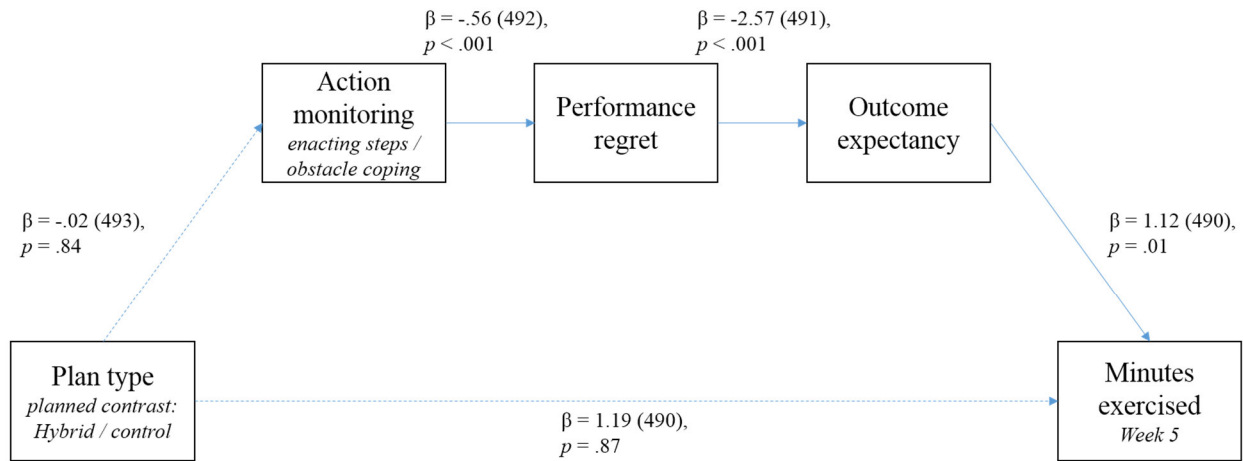 β = -.56 (492),
p < .001
β = -2.57 (491),
p < .001
Action
monitoring
enacting steps /
obstacle coping
Performance
regret
Outcome
expectancy
β = -.02 (493),
p = .84
β = 1.12 (490),
p = .01
Plan type
planned contrast:
Hybrid / control
β = 1.19 (490),
p = .87
Minutes
exercised
Week 5